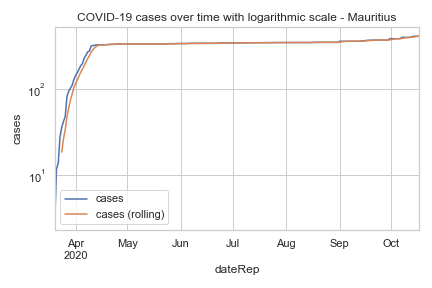 COVID-19 cases over time with logarithmic scale - Mauritius
cases
10²
10¹
cases
cases (rolling)
Apr
2020
May
Jun
Jul
Aug
Sep
Oct
dateRep